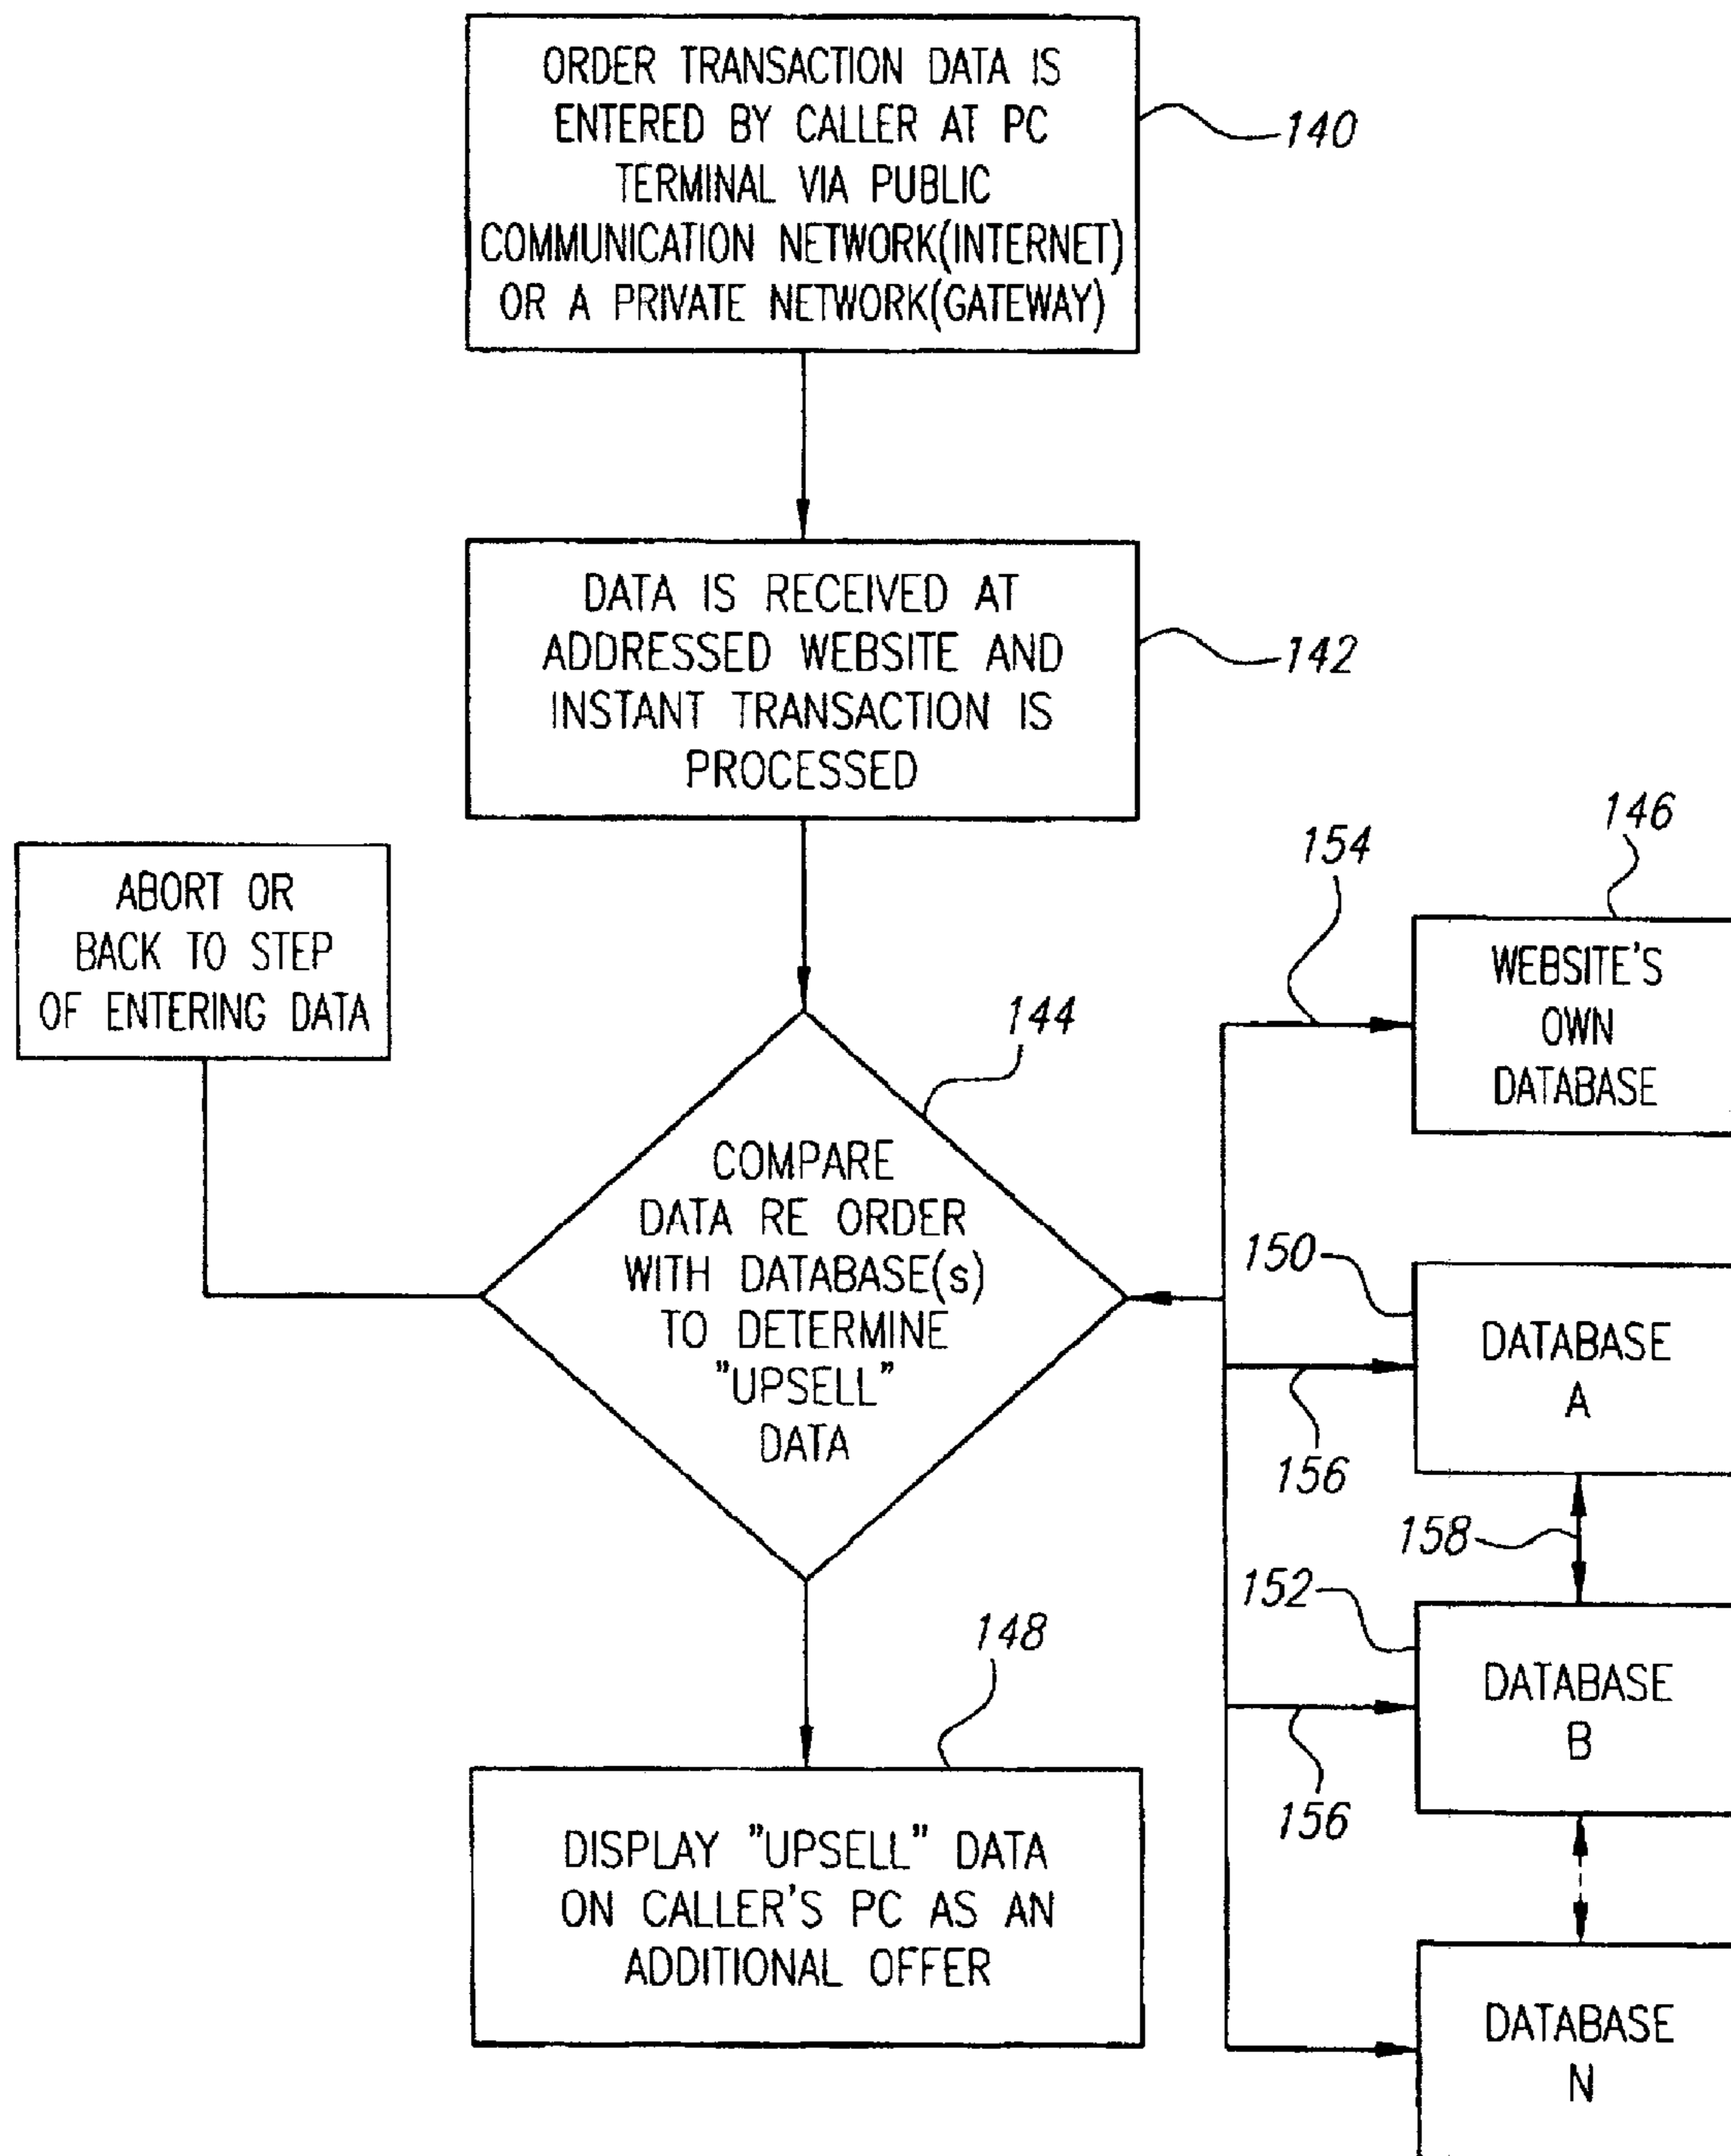 ORDER TRANSACTION DATA IS
ENTERED BY CALLER AT PC
TERMINAL VIA PUBLIC
COMMUNICATION NETWORK(INTERNET)
OR A PRIVATE NETWORK(GATEWAY)
140
DATA IS RECEIVED AT
ADDRESSED WEBSITE AND
INSTANT TRANSACTION IS
PROCESSED
142
ABORT OR
BACK TO STEP
OF ENTERING DATA
144
COMPARE
DATA RE ORDER
WITH DATABASE(s)
TO DETERMINE
"UPSELL"
DATA
154
146
WEBSITE'S
OWN
DATABASE
150
DATABASE
A
156
158
152
DATABASE
B
156
148
DISPLAY "UPSELL" DATA
ON CALLER'S PC AS AN
ADDITIONAL OFFER
DATABASE
N